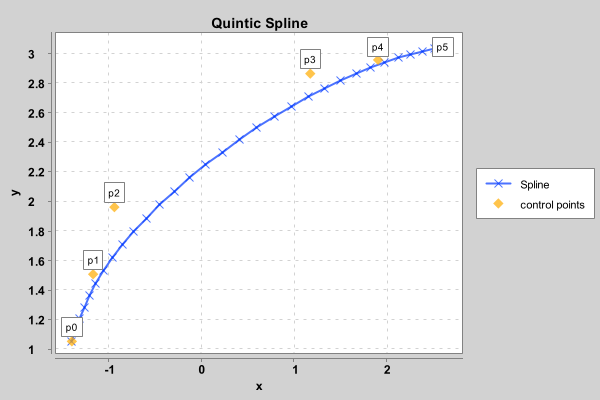 Quintic Spline
3
2.8
2.6
2.4
2.2
2
1.8
1.6
1.4
1.2
1
y
p0
p1
p2
p3
p4
p5
-1
0
1
2
x
Spline
control points